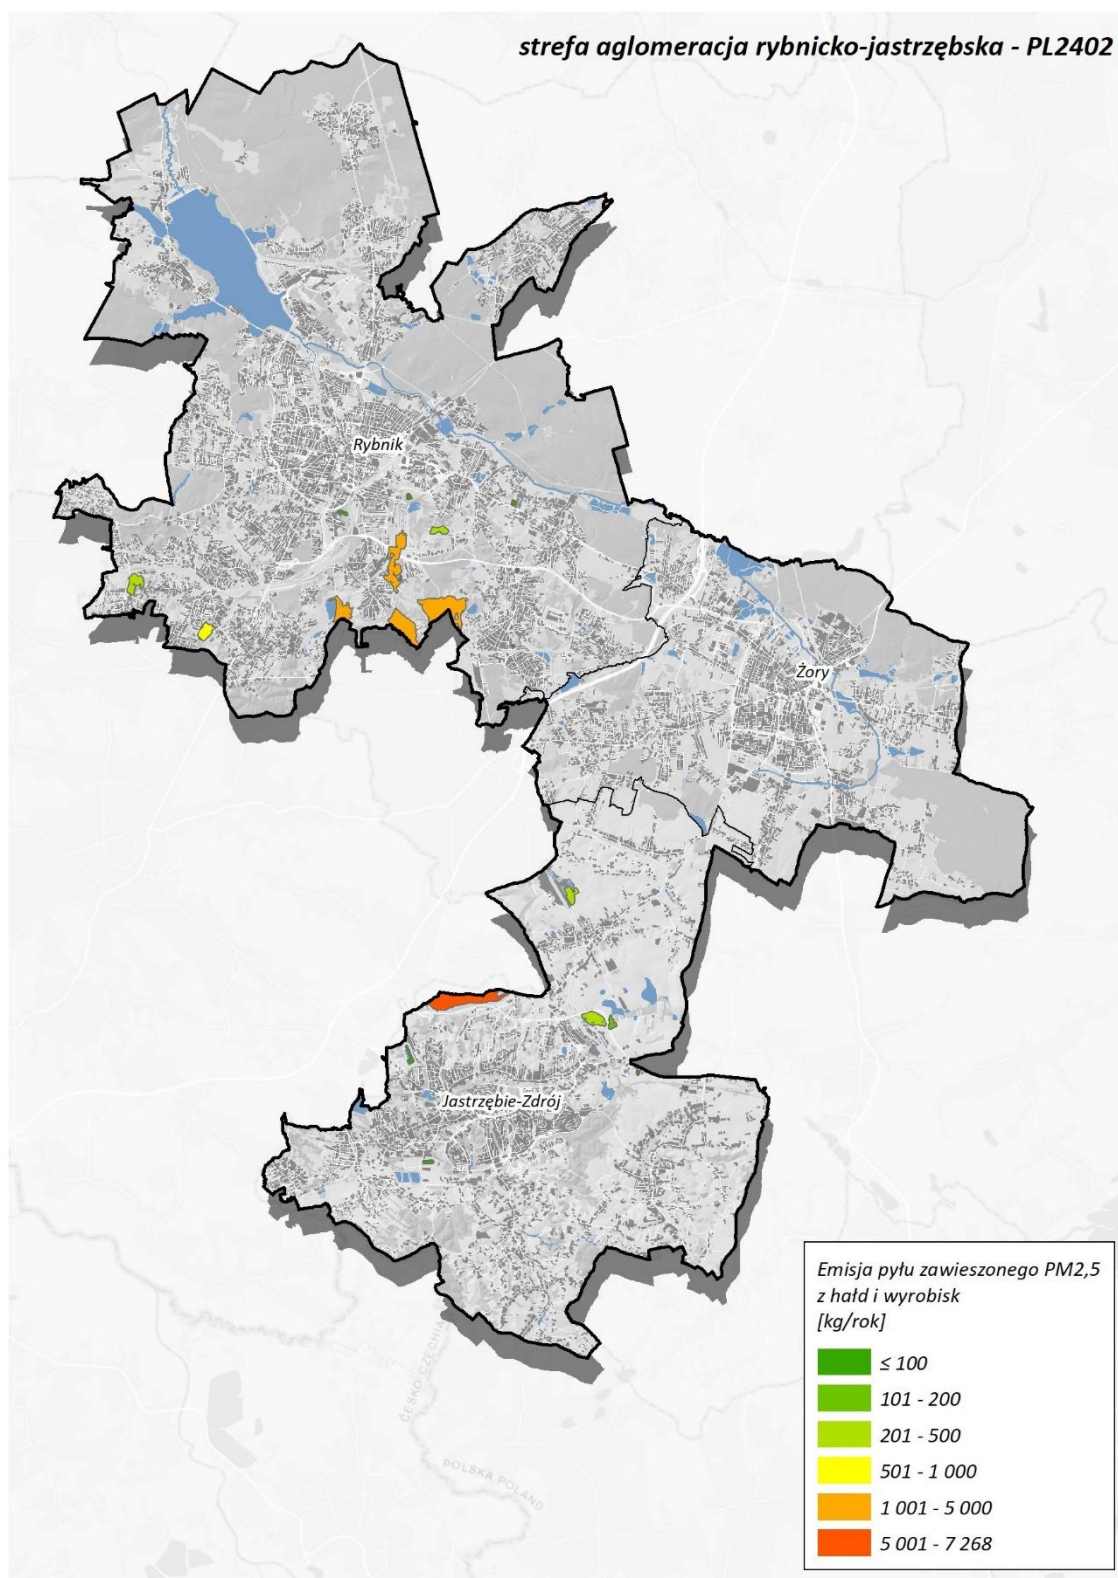 strefa aglomeracja rybnicko-jastrzębska - PL2402
Rybnik
Żory
Jastrzębie-Zdrój
ČESKO CZECHIA
POLSKA POLAND
Emisja pyłu zawieszonego PM2,5
z hałd i wyrobisk
[kg/rok]
≤ 100
101 - 200
201 - 500
501 - 1 000
1 001 - 5 000
5 001 - 7 268